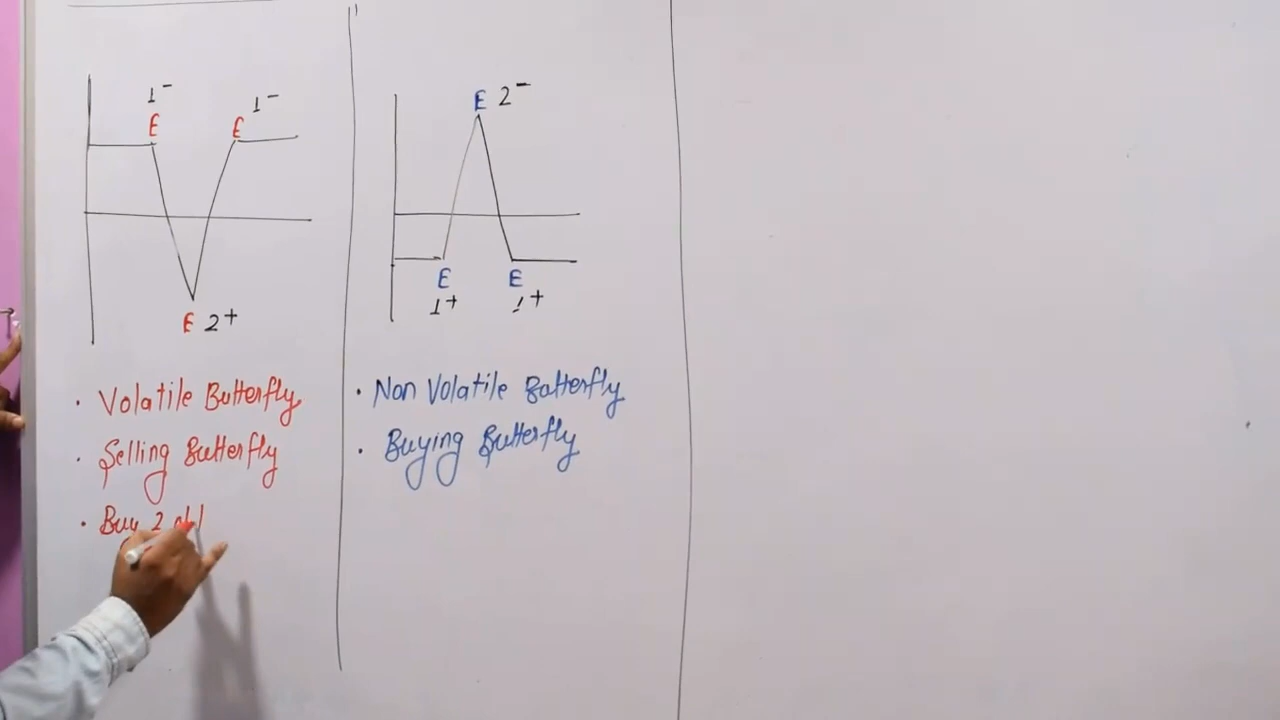 1- 1-
E E
E 2+
• Volatile Butterfly
• Selling Butterfly
• Buy 2
E 2-
E E
1+ 1+
• Non Volatile Butterfly
• Buying Butterfly